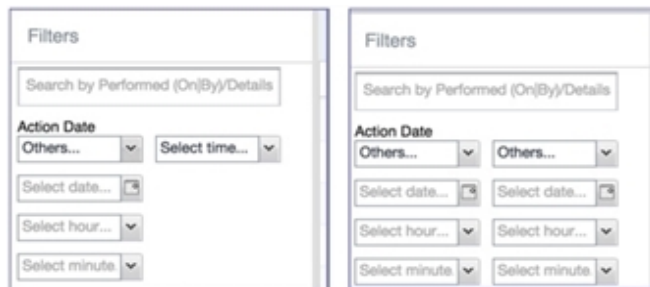 Filters
Search by Performed (On|By)/Details
Action Date
Others... Select time...
Select date...
Select hour...
Select minute.
Filters
Search by Performed (On|By)/Details
Action Date
Others... Others...
Select date... Select date...
Select hour... Select hour...
Select minute. Select minute.